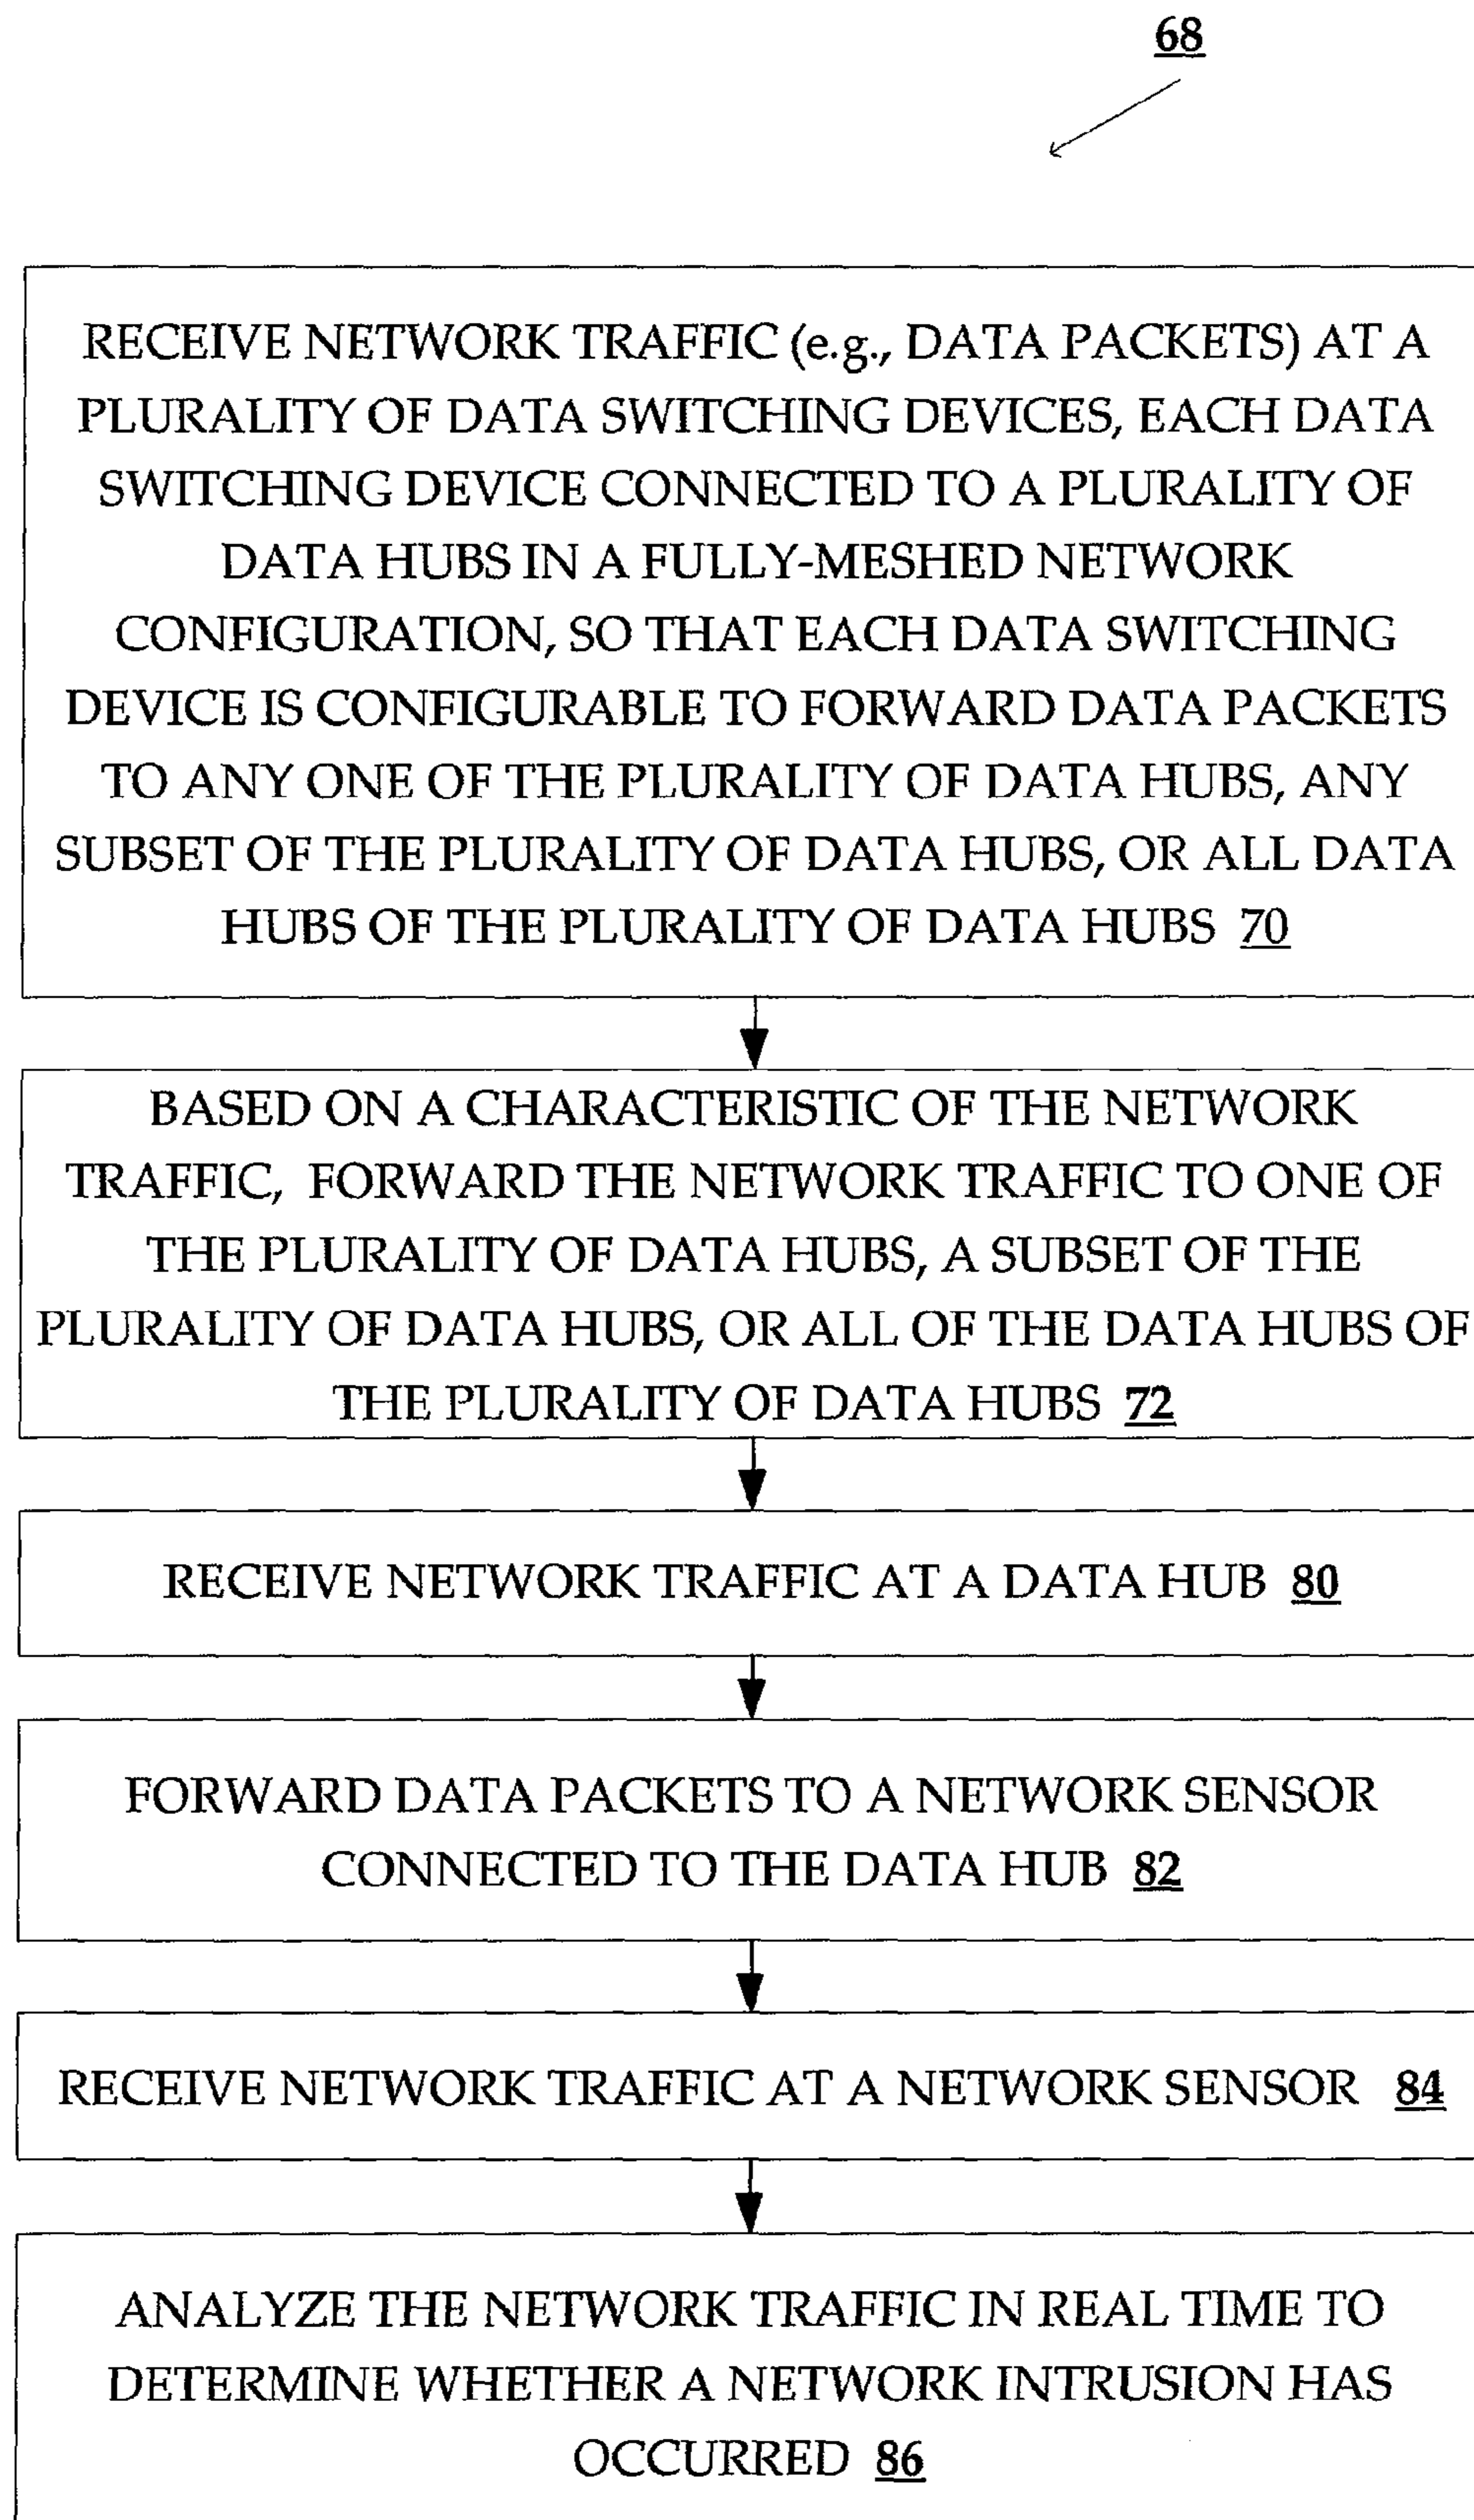 68
RECEIVE NETWORK TRAFFIC (e.g., DATA PACKETS) AT A
PLURALITY OF DATA SWITCHING DEVICES, EACH DATA
SWITCHING DEVICE CONNECTED TO A PLURALITY OF
DATA HUBS IN A FULLY-MESHED NETWORK
CONFIGURATION, SO THAT EACH DATA SWITCHING
DEVICE IS CONFIGURABLE TO FORWARD DATA PACKETS
TO ANY ONE OF THE PLURALITY OF DATA HUBS, ANY
SUBSET OF THE PLURALITY OF DATA HUBS, OR ALL DATA
HUBS OF THE PLURALITY OF DATA HUBS 70
BASED ON A CHARACTERISTIC OF THE NETWORK
TRAFFIC, FORWARD THE NETWORK TRAFFIC TO ONE OF
THE PLURALITY OF DATA HUBS, A SUBSET OF THE
PLURALITY OF DATA HUBS, OR ALL OF THE DATA HUBS OF
THE PLURALITY OF DATA HUBS 72
RECEIVE NETWORK TRAFFIC AT A DATA HUB 80
FORWARD DATA PACKETS TO A NETWORK SENSOR
CONNECTED TO THE DATA HUB 82
RECEIVE NETWORK TRAFFIC AT A NETWORK SENSOR 84
ANALYZE THE NETWORK TRAFFIC IN REAL TIME TO
DETERMINE WHETHER A NETWORK INTRUSION HAS
OCCURRED 86